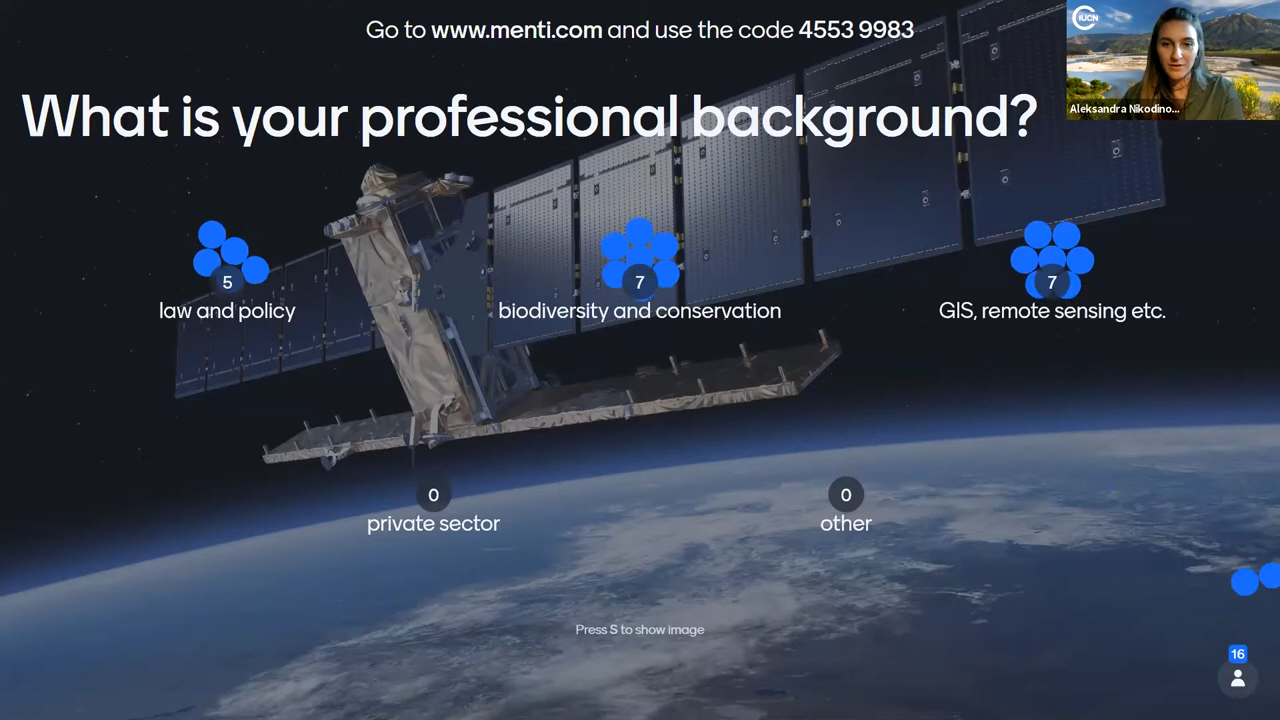 Go to www.menti.com and use the code 4553 9983
IUCN
Aleksandra Nikodino...
What is your professional background?
5
law and policy
7
biodiversity and conservation
7
GIS, remote sensing etc.
0
private sector
0
other
Press S to show image
16